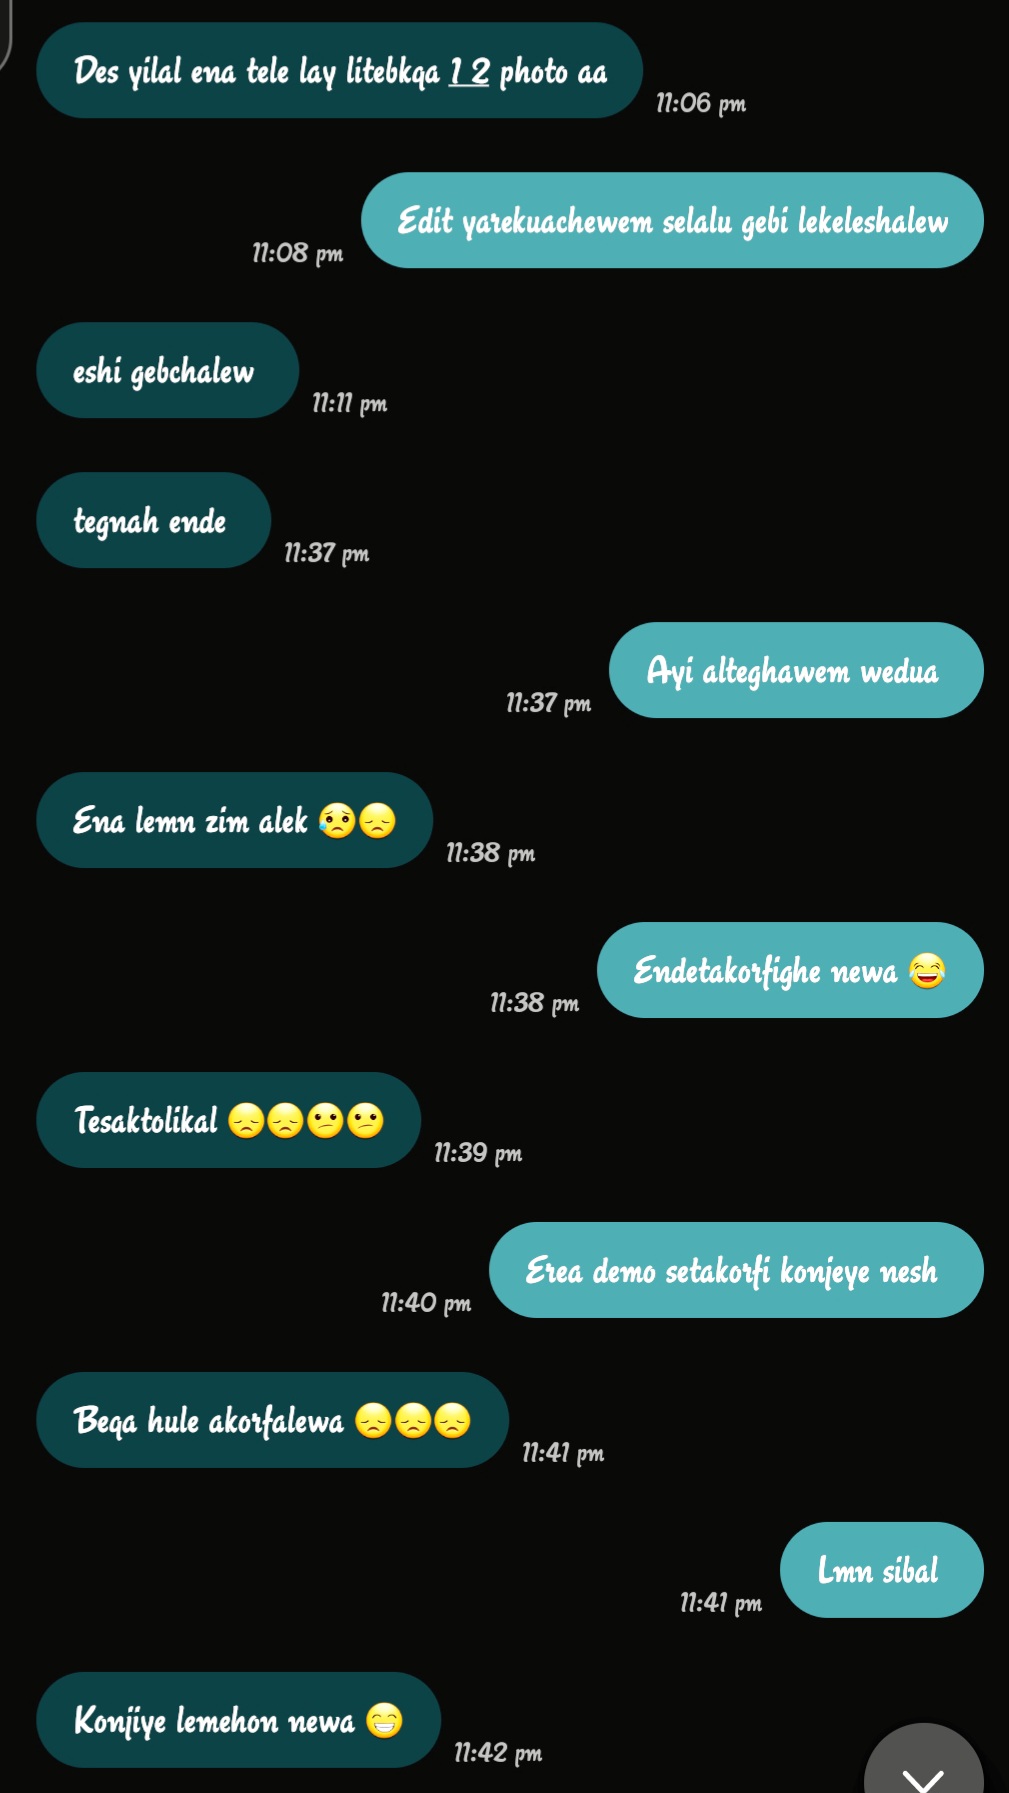 Des yilal ena tele lay litebkqa 1 2 photo aa
11:06 pm
Edit yarekuachewem selalu gebi lekeleshalew
11:08 pm
eshi gebchalew
11:11 pm
tegnah ende
11:37 pm
Ayi alteghawem wedua
11:37 pm
Ena lemn zim alek 😥😞
11:38 pm
Endetakorfighe newa 😂
11:38 pm
Tesaktolikal 😞😞😕😕
11:39 pm
Erea demo setakorfi konjeye nesh
11:40 pm
Beqa hule akorfalewa 😞😞😞
11:41 pm
Lmn sibal
11:41 pm
Konjiye lemehon newa 😁
11:42 pm